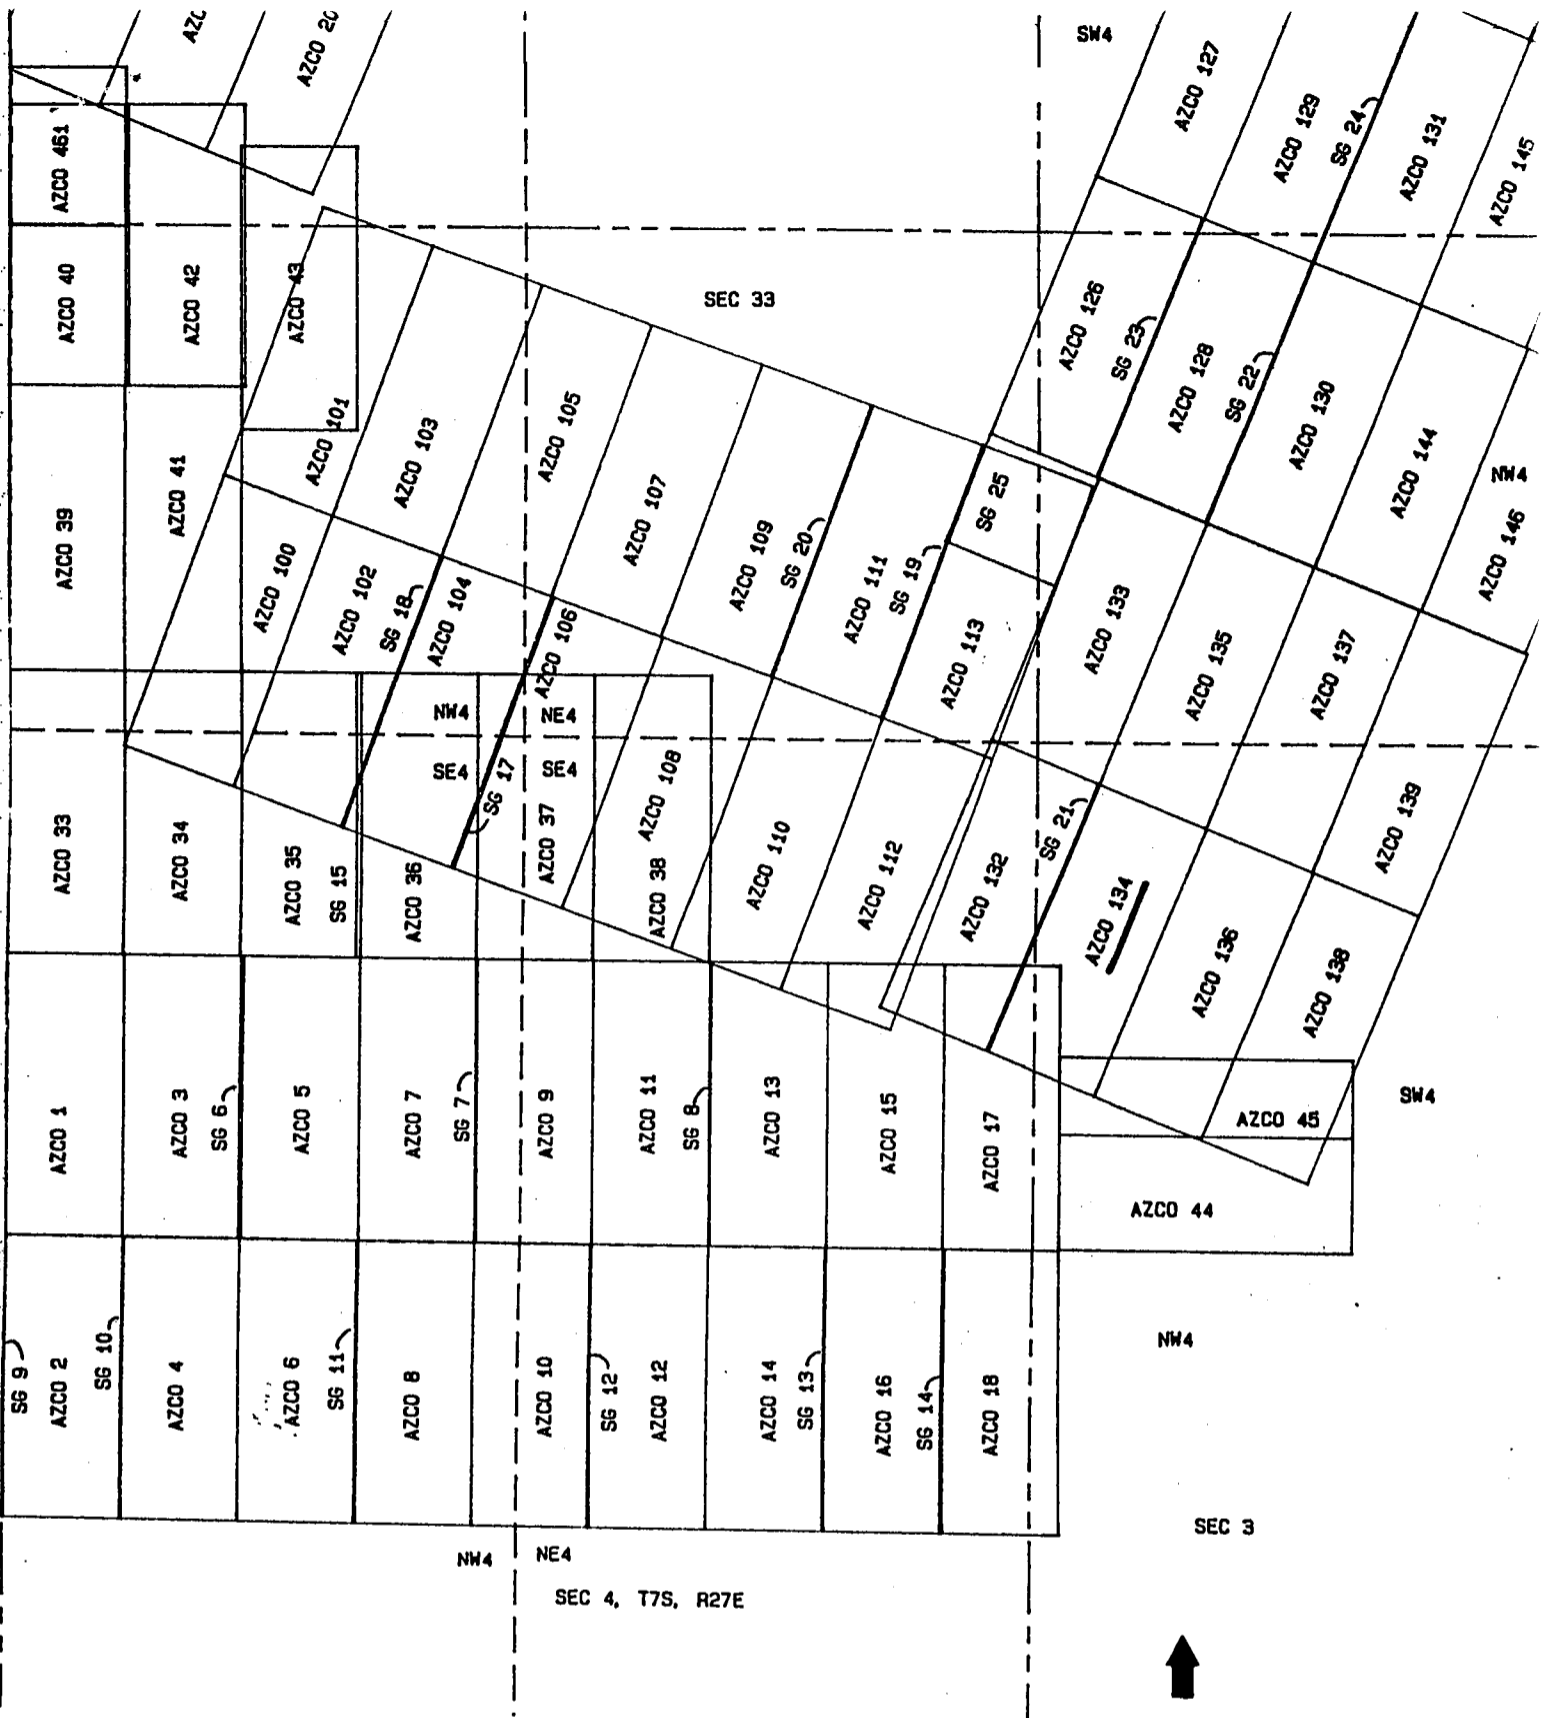 AZC
AZCO 20
SW4
AZCO 127
AZCO 129
SG 24
AZCO 131
AZCO 145
AZCO 461
AZCO 40
AZCO 42
AZCO 43
SEC 33
AZCO 126
SG 23
AZCO 128
SG 22
AZCO 130
AZCO 144
NW4
AZCO 146
AZCO 39
AZCO 41
AZCO 101
AZCO 103
AZCO 105
AZCO 107
AZCO 109
SG 20
AZCO 111
SG 19
SG 25
AZCO 100
AZCO 102
SG 18
AZCO 104
AZCO 106
AZCO 113
AZCO 133
AZCO 135
AZCO 137
NW4
NE4
SE4
SE4
SG 17
AZCO 33
AZCO 34
AZCO 35
SG 15
AZCO 36
AZCO 37
AZCO 108
AZCO 38
AZCO 110
AZCO 112
AZCO 132
SG 21
AZCO 134
AZCO 139
AZCO 136
AZCO 138
AZCO 1
AZCO 3
SG 6
AZCO 5
AZCO 7
SG 7
AZCO 9
AZCO 11
SG 8
AZCO 13
AZCO 15
AZCO 17
AZCO 45
SW4
AZCO 44
SG 9
AZCO 2
SG 10
AZCO 4
AZCO 6
SG 11
AZCO 8
AZCO 10
SG 12
AZCO 12
AZCO 14
SG 13
AZCO 16
SG 14
AZCO 18
NW4
SEC 3
NW4
NE4
SEC 4, T7S, R27E